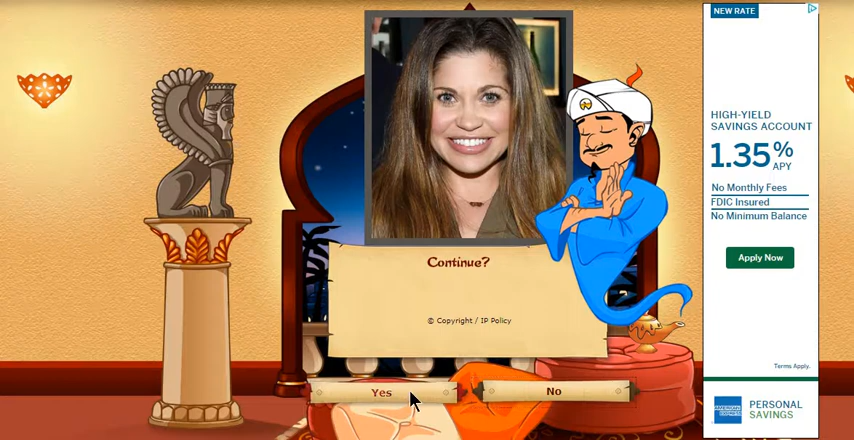 Continue?
© Copyright / IP Policy
Yes
No
NEW RATE
HIGH-YIELD
SAVINGS ACCOUNT
1.35% APY
No Monthly Fees
FDIC Insured
No Minimum Balance
Apply Now
Terms Apply.
AMERICAN
EXPRESS
PERSONAL
SAVINGS